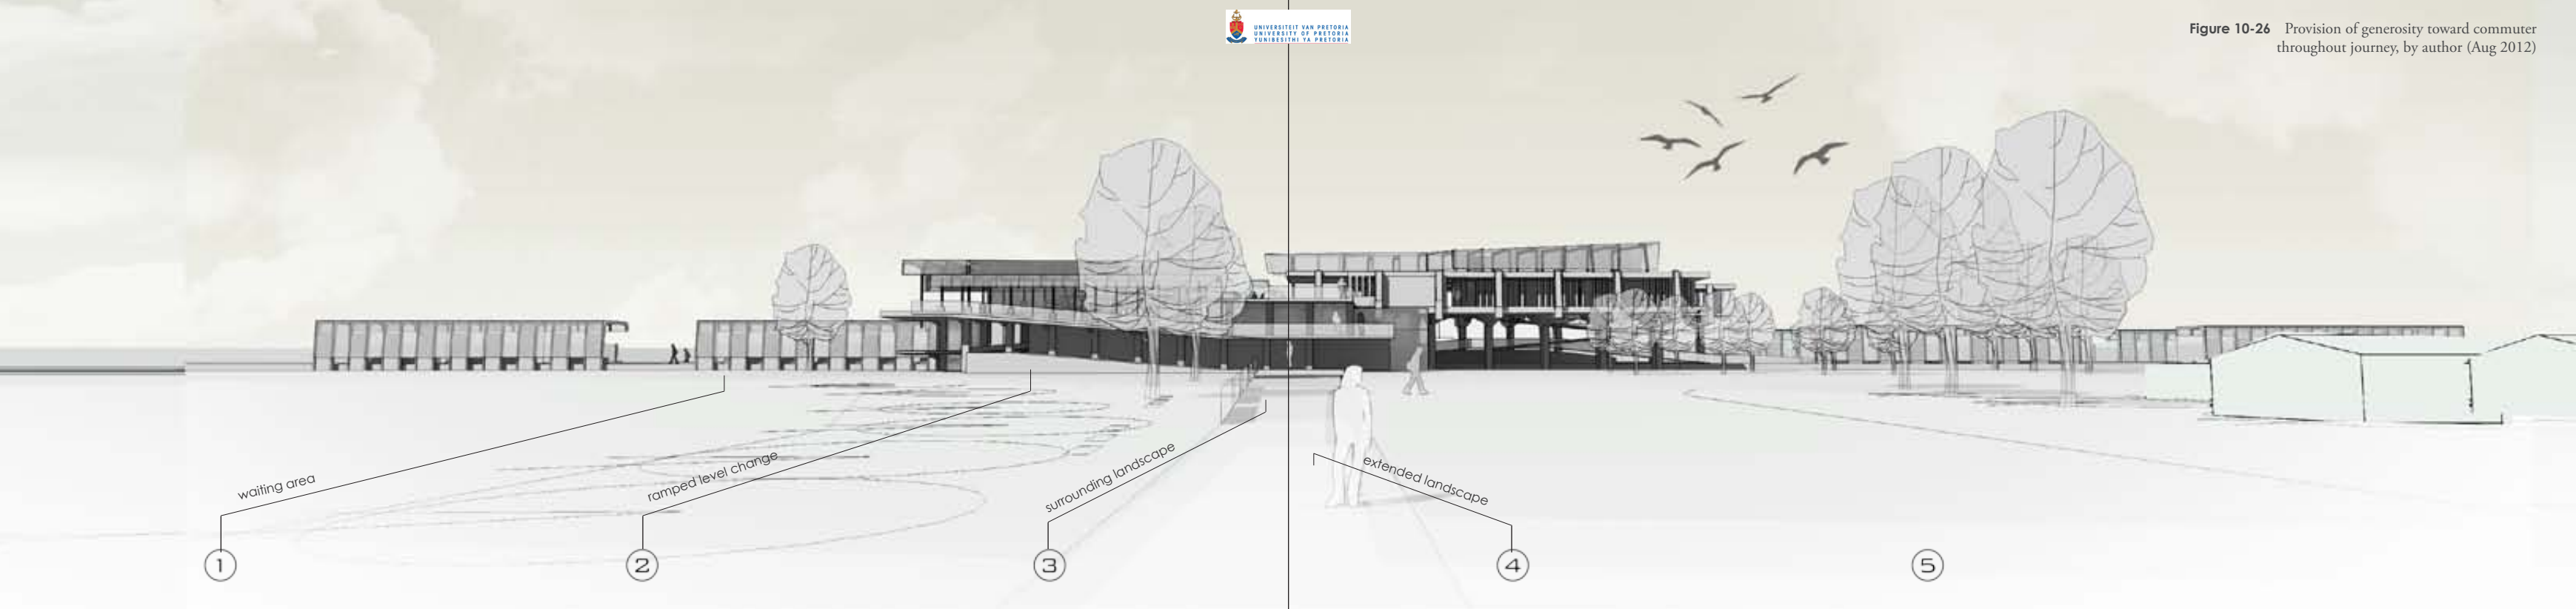 UNIVERSITEIT VAN PRETORIA
UNIVERSITY OF PRETORIA
YUNIBESITHI YA PRETORIA
Figure 10-26 Provision of generosity toward commuter
throughout journey, by author (Aug 2012)
waiting area
ramped level change
surrounding landscape
extended landscape
1
2
3
4
5